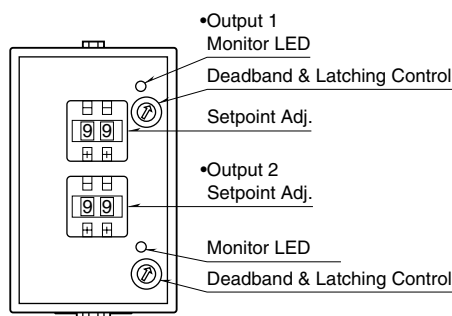 •Output 1
Monitor LED
Deadband & Latching Control
Setpoint Adj.
9 9
•Output 2
Setpoint Adj.
9 9
Monitor LED
Deadband & Latching Control